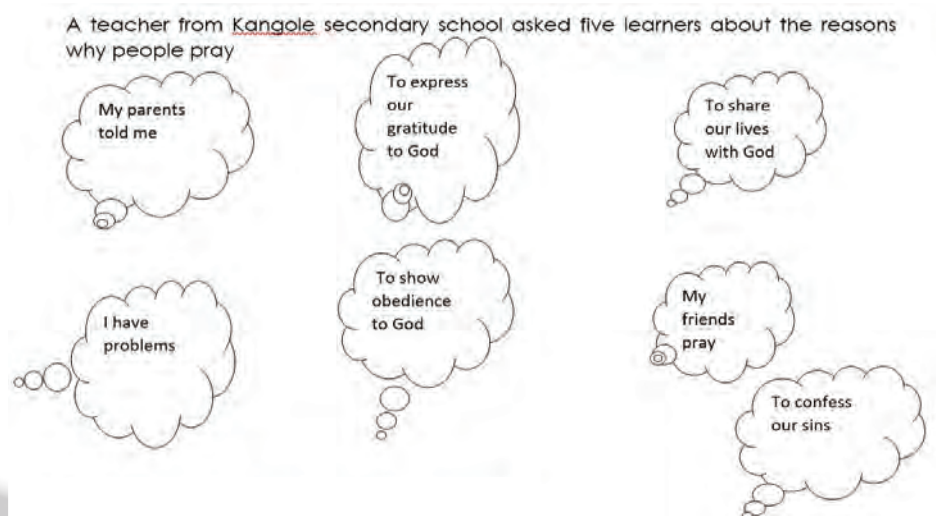 A teacher from Kangole secondary school asked five learners about the reasons
why people pray
My parents
told me
To express
our
gratitude
to God
To share
our lives
with God
I have
problems
To show
obedience
to God
My
friends
pray
To confess
our sins